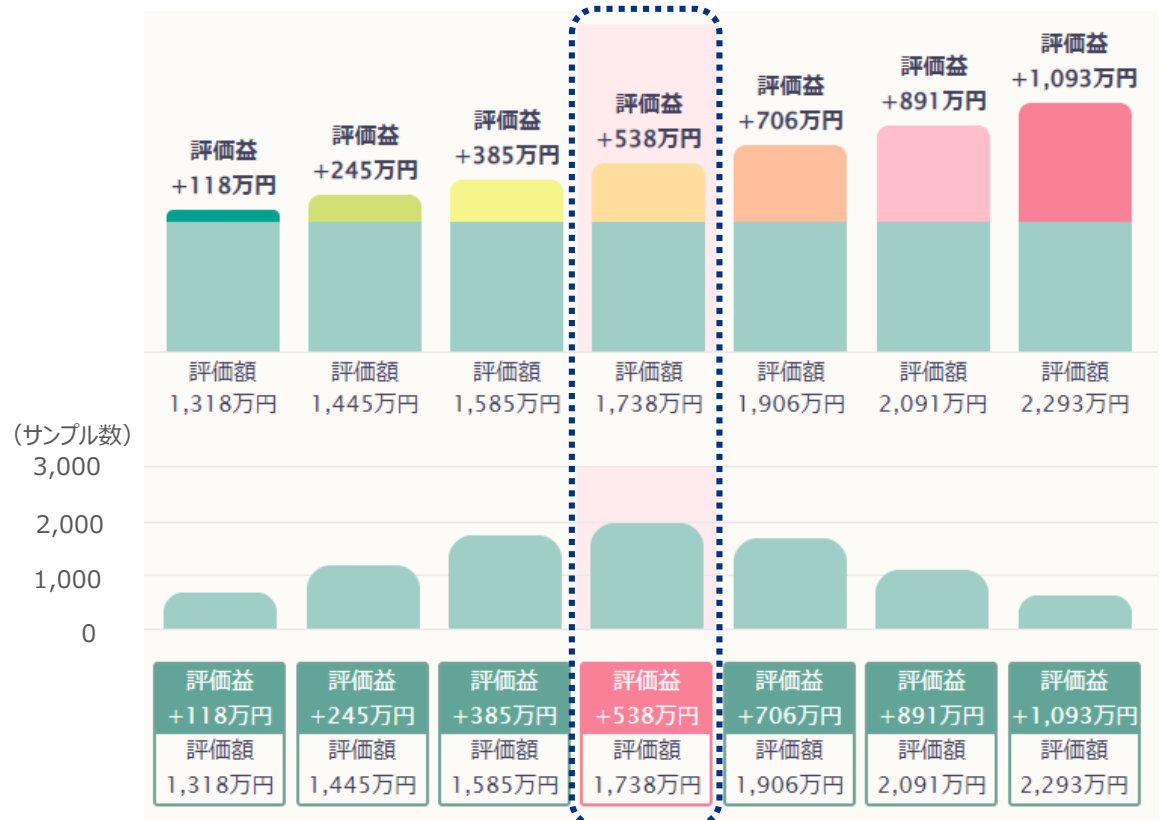 評価益
+118万円
評価益
+245万円
評価益
+385万円
評価益
+538万円
評価益
+706万円
評価益
+891万円
評価益
+1,093万円
評価額
1,318万円
評価額
1,445万円
評価額
1,585万円
評価額
1,738万円
評価額
1,906万円
評価額
2,091万円
評価額
2,293万円
(サンプル数)
3,000
2,000
1,000
0
評価益
+118万円
評価額
1,318万円
評価益
+245万円
評価額
1,445万円
評価益
+385万円
評価額
1,585万円
評価益
+538万円
評価額
1,738万円
評価益
+706万円
評価額
1,906万円
評価益
+891万円
評価額
2,091万円
評価益
+1,093万円
評価額
2,293万円